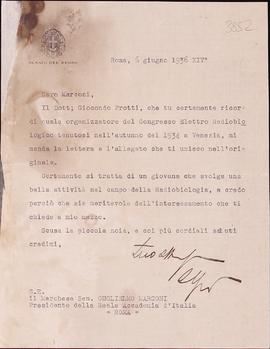 3852
SENATO DEL REGNO
Roma, 6 giugno 1936 XIV°
Caro Marconi,
Il Dott; Giocondo Protti, che tu certamente ricor-
di quale organizzatore del Congresso Elettro Radiobio
logico tenutosi nell'autunno del 1934 a Venezia, mi
manda la lettera e l'allegato che ti unisco nell'ori-
ginale.
Certamente si tratta di un giovane che svolge una
bella attività nel campo della Radiobiologia, e credo
perciò che sia meritevole dell'interessamento che ti
chiede a mio mezzo.
Scusa la piccola noia, e coi più cordiali saluti
credimi,
S.E.
il Marchese Sen. GUGLIELMO MARCONI
Presidente della Reale Accademia d'Italia
- ROMA -